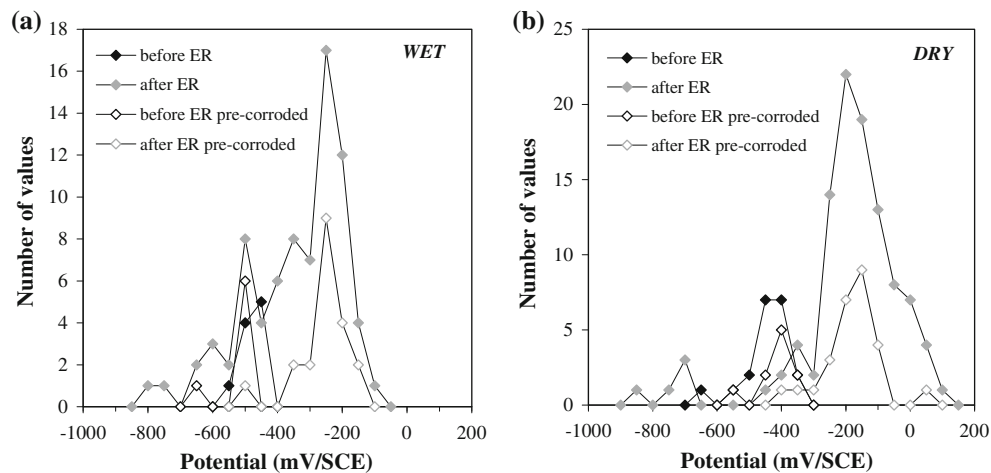 (a)
WET
before ER
after ER
before ER pre-corroded
after ER pre-corroded
18
16
14
12
10
8
6
4
2
0
Number of values
-1000 -800 -600 -400 -200 0 200
Potential (mV/SCE)
(b)
DRY
before ER
after ER
before ER pre-corroded
after ER pre-corroded
25
20
15
10
5
0
Number of values
-1000 -800 -600 -400 -200 0 200
Potential (mV/SCE)